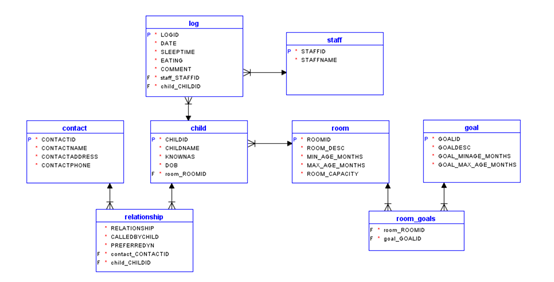 log
P * LOGID
* DATE
* SLEEPTIME
* EATING
* COMMENT
F * staff_STAFFID
F * child_CHILDID
staff
P * STAFFID
* STAFFNAME
contact
P * CONTACTID
* CONTACTNAME
* CONTACTADDRESS
* CONTACTPHONE
child
P * CHILDID
* CHILDNAME
* KNOWNAS
* DOB
F * room_ROOMID
room
P * ROOMID
* ROOM_DESC
* MIN_AGE_MONTHS
* MAX_AGE_MONTHS
* ROOM_CAPACITY
goal
P * GOALID
* GOALDESC
* GOAL_MINAGE_MONTHS
* GOAL_MAX_AGE_MONTHS
relationship
* RELATIONSHIP
* CALLEDBYCHILD
* PREFERREDYN
F * contact_CONTACTID
F * child_CHILDID
room_goals
F * room_ROOMID
F * goal_GOALID